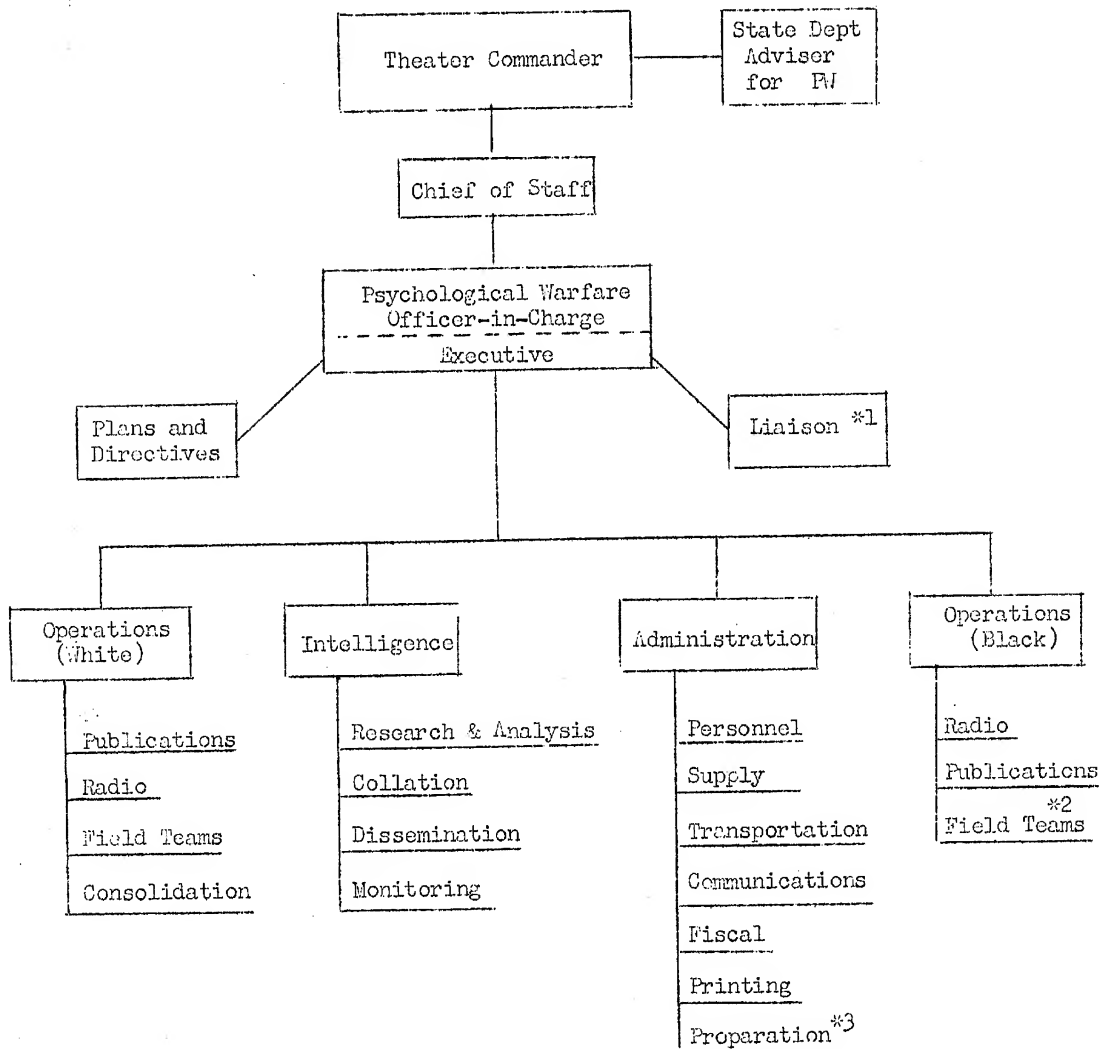 Theater Commander
State Dept
Adviser
for PW
Chief of Staff
Psychological Warfare
Officer-in-Charge
Executive
Plans and
Directives
Liaison *1
Operations
(White)
Publications
Radio
Field Teams
Consolidation
Intelligence
Research & Analysis
Collation
Dissemination
Monitoring
Administration
Personnel
Supply
Transportation
Communications
Fiscal
Printing
Proparation *3
Operations
(Black)
Radio
Publications
*2
Field Teams